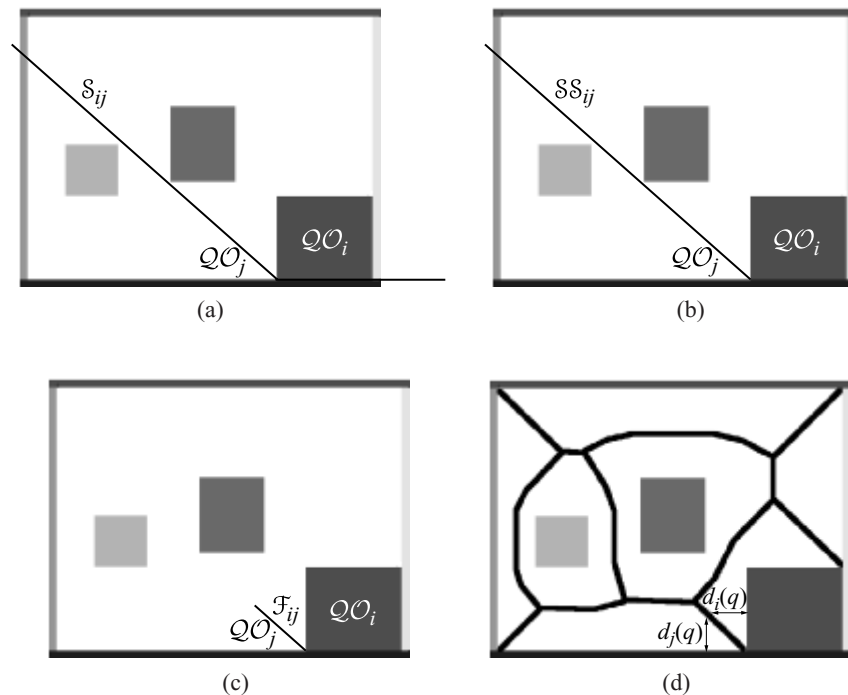 𝒮ij
𝒬𝒪j
𝒬𝒪i
(a)
𝒮𝒮ij
𝒬𝒪j
𝒬𝒪i
(b)
ℱij
𝒬𝒪j
𝒬𝒪i
(c)
di(q)
dj(q)
(d)